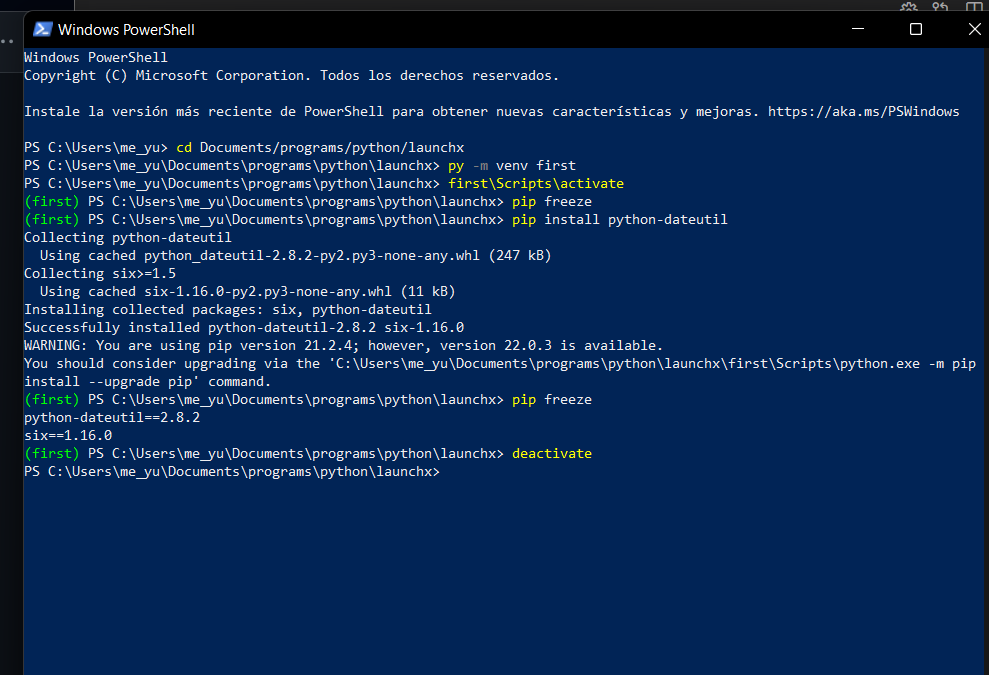 Windows PowerShell
Windows PowerShell
Copyright (C) Microsoft Corporation. Todos los derechos reservados.
Instale la versión más reciente de PowerShell para obtener nuevas características y mejoras. https://aka.ms/PSWindows
PS C:\Users\me_yu> cd Documents/programs/python/launchx
PS C:\Users\me_yu\Documents\programs\python\launchx> py -m venv first
PS C:\Users\me_yu\Documents\programs\python\launchx> first\Scripts\activate
(first) PS C:\Users\me_yu\Documents\programs\python\launchx> pip freeze
(first) PS C:\Users\me_yu\Documents\programs\python\launchx> pip install python-dateutil
Collecting python-dateutil
  Using cached python_dateutil-2.8.2-py2.py3-none-any.whl (247 kB)
Collecting six>=1.5
  Using cached six-1.16.0-py2.py3-none-any.whl (11 kB)
Installing collected packages: six, python-dateutil
Successfully installed python-dateutil-2.8.2 six-1.16.0
WARNING: You are using pip version 21.2.4; however, version 22.0.3 is available.
You should consider upgrading via the 'C:\Users\me_yu\Documents\programs\python\launchx\first\Scripts\python.exe -m pip
install --upgrade pip' command.
(first) PS C:\Users\me_yu\Documents\programs\python\launchx> pip freeze
python-dateutil==2.8.2
six==1.16.0
(first) PS C:\Users\me_yu\Documents\programs\python\launchx> deactivate
PS C:\Users\me_yu\Documents\programs\python\launchx>